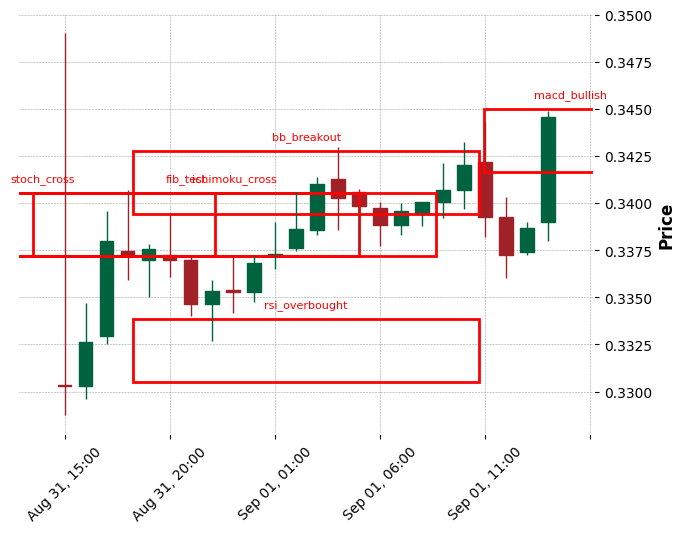 0.3500
0.3475
macd_bullish
0.3450
bb_breakout
0.3425
stoch_cross
fib_test
ichimoku_cross
0.3400
Price
0.3375
0.3350
rsi_overbought
0.3325
0.3300
Aug 31, 15:00
Aug 31, 20:00
Sep 01, 01:00
Sep 01, 06:00
Sep 01, 11:00